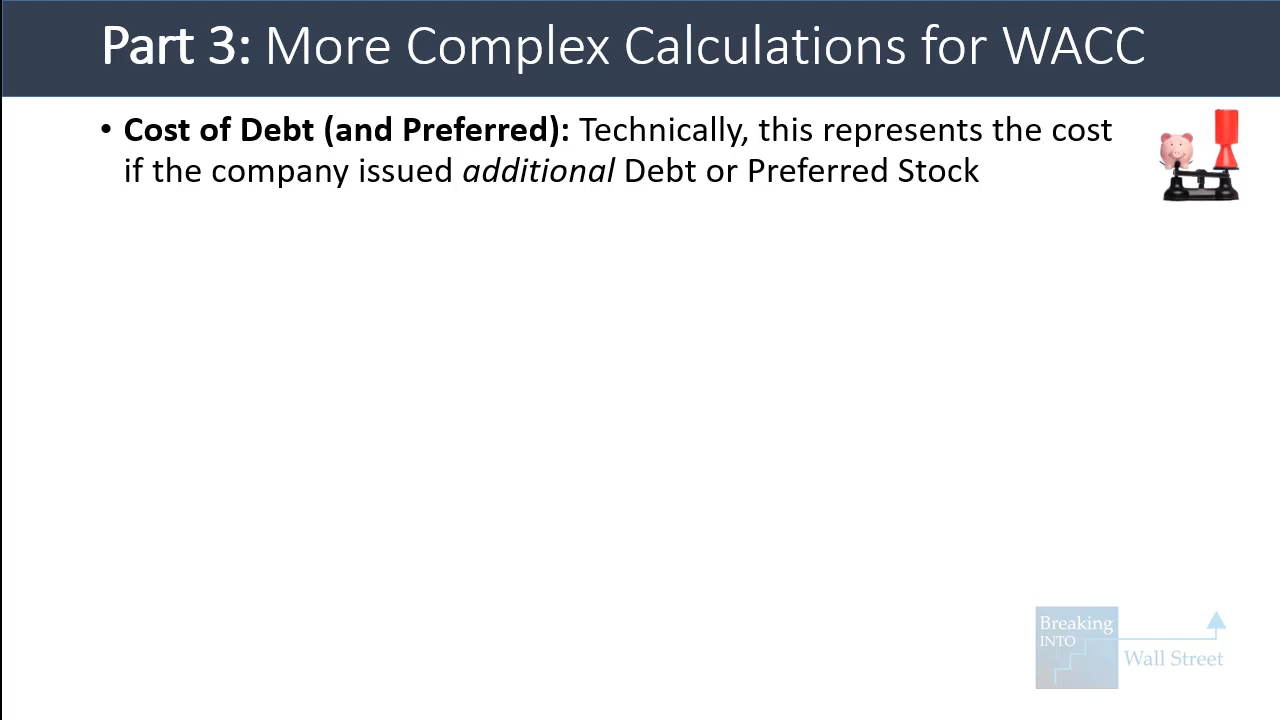 Part 3: More Complex Calculations for WACC
• Cost of Debt (and Preferred): Technically, this represents the cost
if the company issued additional Debt or Preferred Stock
Breaking
INTO
Wall Street